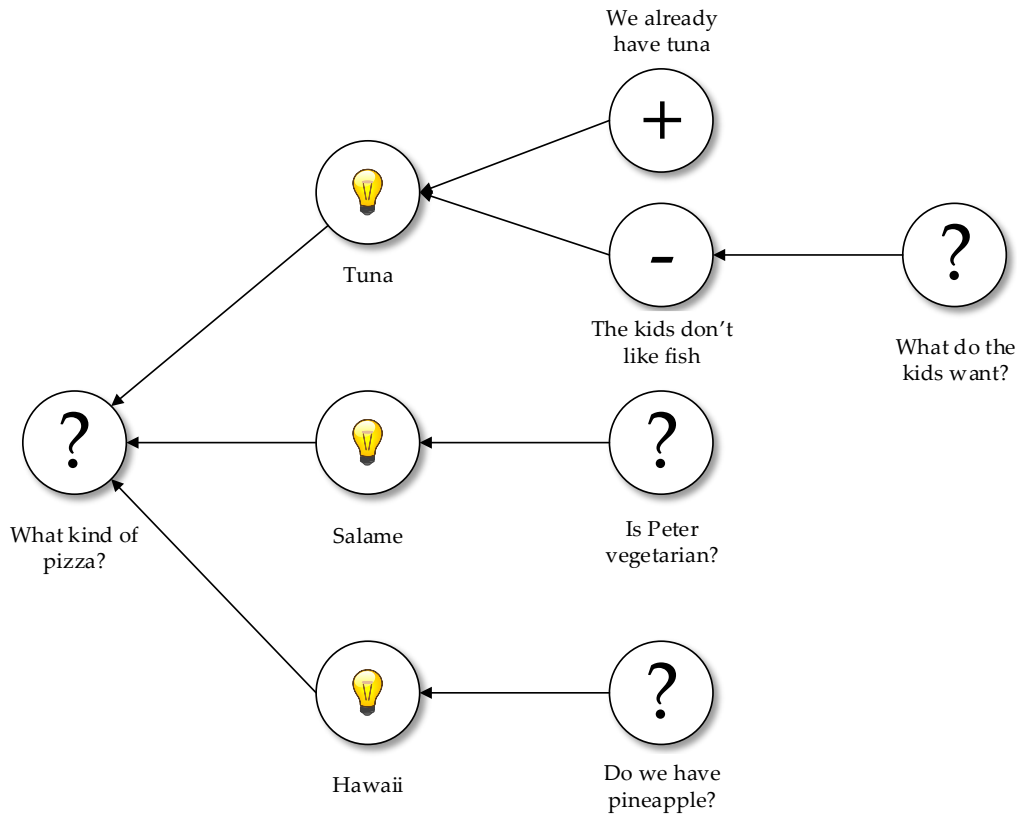 We already
have tuna
+
Tuna
-
The kids don't
like fish
?
What do the
kids want?
?
What kind of
pizza?
Salame
?
Is Peter
vegetarian?
Hawaii
?
Do we have
pineapple?